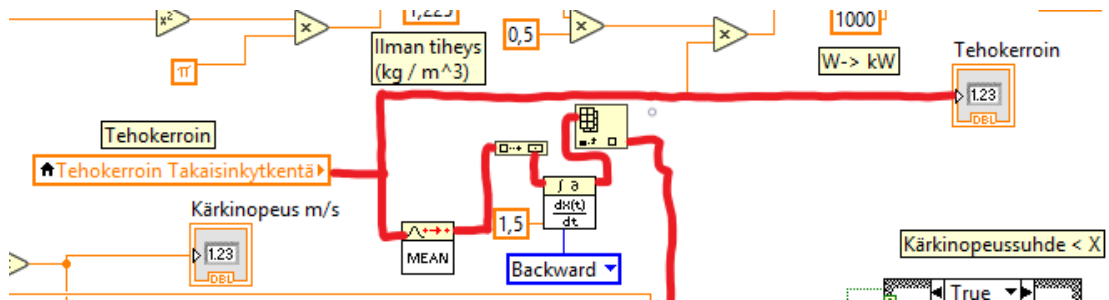 x²
×
π
1,225
Ilman tiheys
(kg / m^3)
0,5
×
×
1000
W-> kW
Tehokerroin
1.23
DBL
Tehokerroin
Tehokerroin Takaisinkytkentä
Kärkinopeus m/s
1.23
DBL
MEAN
1,5
∫ ∂
dx(t)
dt
Backward
Kärkinopeussuhde < X
True